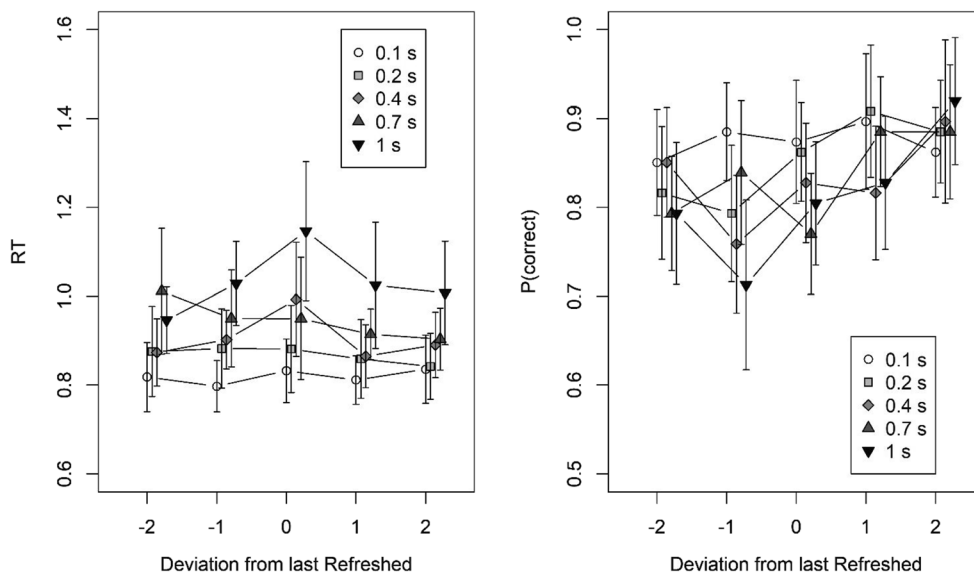 1.6
1.4
1.2
1.0
0.8
0.6
RT
0.1 s
0.2 s
0.4 s
0.7 s
1 s
-2 -1 0 1 2
Deviation from last Refreshed
1.0
0.9
0.8
0.7
0.6
0.5
P(correct)
0.1 s
0.2 s
0.4 s
0.7 s
1 s
-2 -1 0 1 2
Deviation from last Refreshed